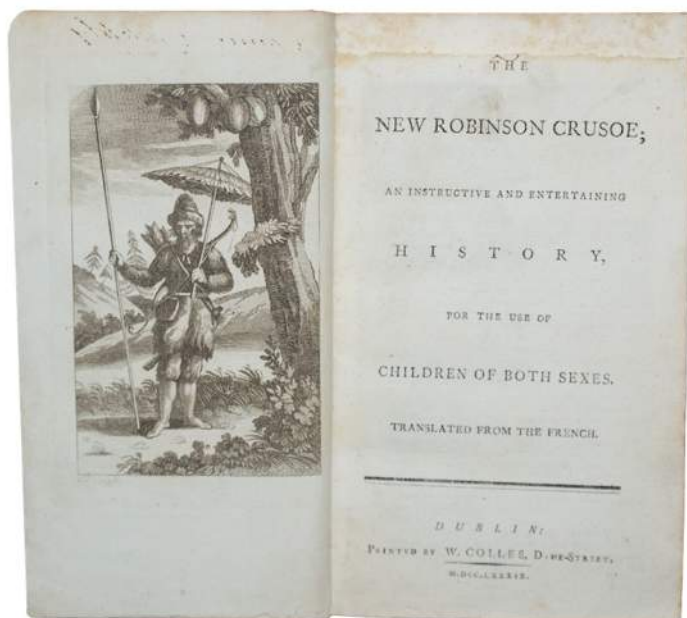 THE
NEW ROBINSON CRUSOE;
AN INSTRUCTIVE AND ENTERTAINING
HISTORY,
FOR THE USE OF
CHILDREN OF BOTH SEXES.
TRANSLATED FROM THE FRENCH.
DUBLIN:
PRINTED BY W. COLLES, DAME-STREET,